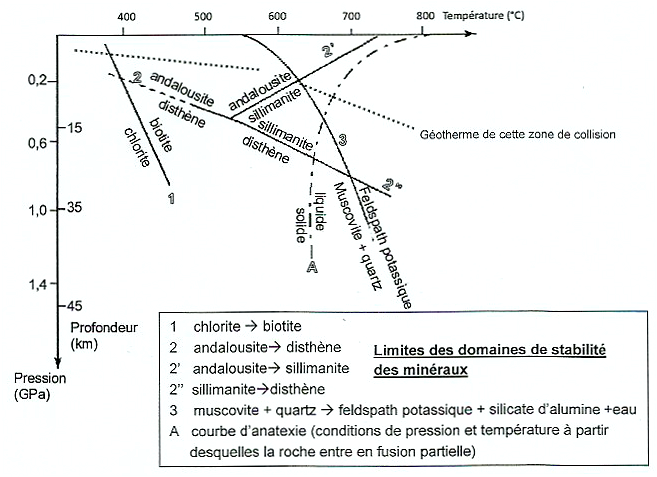 400 500 600 700 800 Température (°C)
2'
0,2
2 andalousite
disthène
andalousite
sillimanite
sillimanite
disthène
Géotherme de cette zone de collision
15
0,6
3
biotite
chlorite
2"
1
1,0
35
liquide
solide
Feldspath potassique
Muscovite + quartz
A
1,4
45
Profondeur
(km)
Pression
(GPa)
1 chlorite → biotite
2 andalousite→ disthène
2' andalousite→ sillimanite
2" sillimanite→disthène
Limites des domaines de stabilité
des minéraux
3 muscovite + quartz → feldspath potassique + silicate d'alumine +eau
A courbe d'anatexie (conditions de pression et température à partir
desquelles la roche entre en fusion partielle)